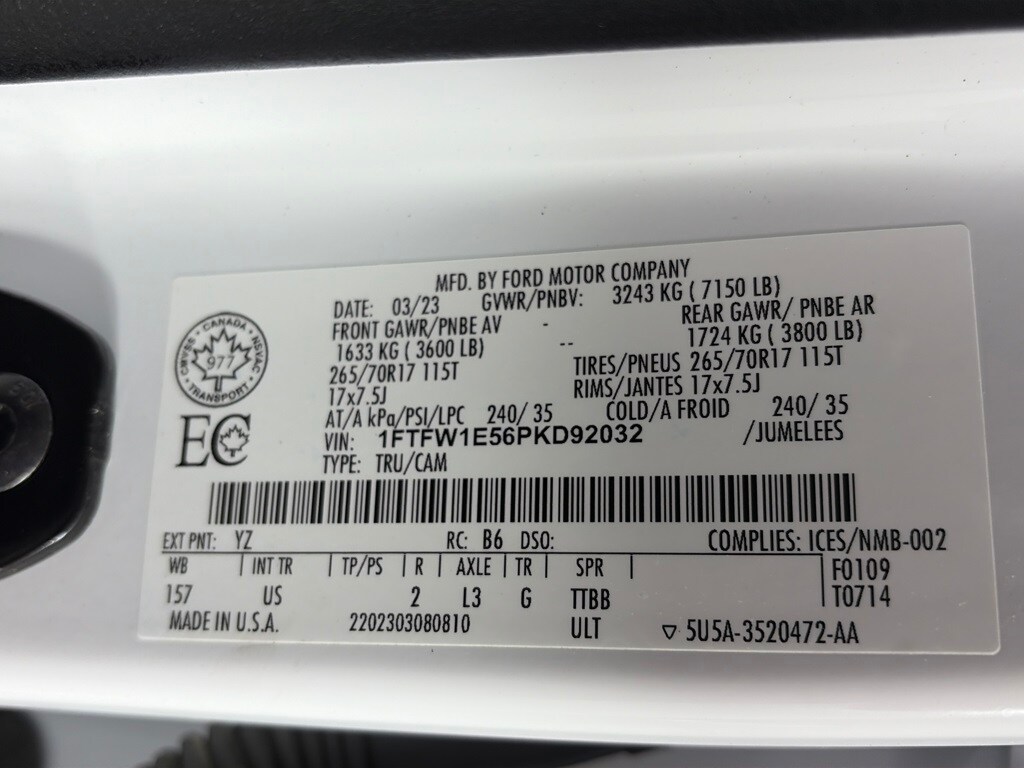 MFD. BY FORD MOTOR COMPANY
DATE: 03/23 GVWR/PNBV: 3243 KG ( 7150 LB)
FRONT GAWR/PNBE AV - REAR GAWR/ PNBE AR
1633 KG ( 3600 LB) -- 1724 KG ( 3800 LB)
265/70R17 115T TIRES/PNEUS 265/70R17 115T
17x7.5J RIMS/JANTES 17x7.5J
AT/A kPa/PSI/LPC 240/ 35 COLD/A FROID 240/ 35
VIN: 1FTFW1E56PKD92032 /JUMELEES
TYPE: TRU/CAM
CANADA
CMVSS NSVAC
977
TRANSPORT
EC
EXT PNT: YZ RC: B6 DSO: COMPLIES: ICES/NMB-002
WB | INT TR | TP/PS | R | AXLE | TR | SPR | F0109
157 US 2 L3 G TTBB T0714
MADE IN U.S.A. 2202303080810 ULT ▽ 5U5A-3520472-AA